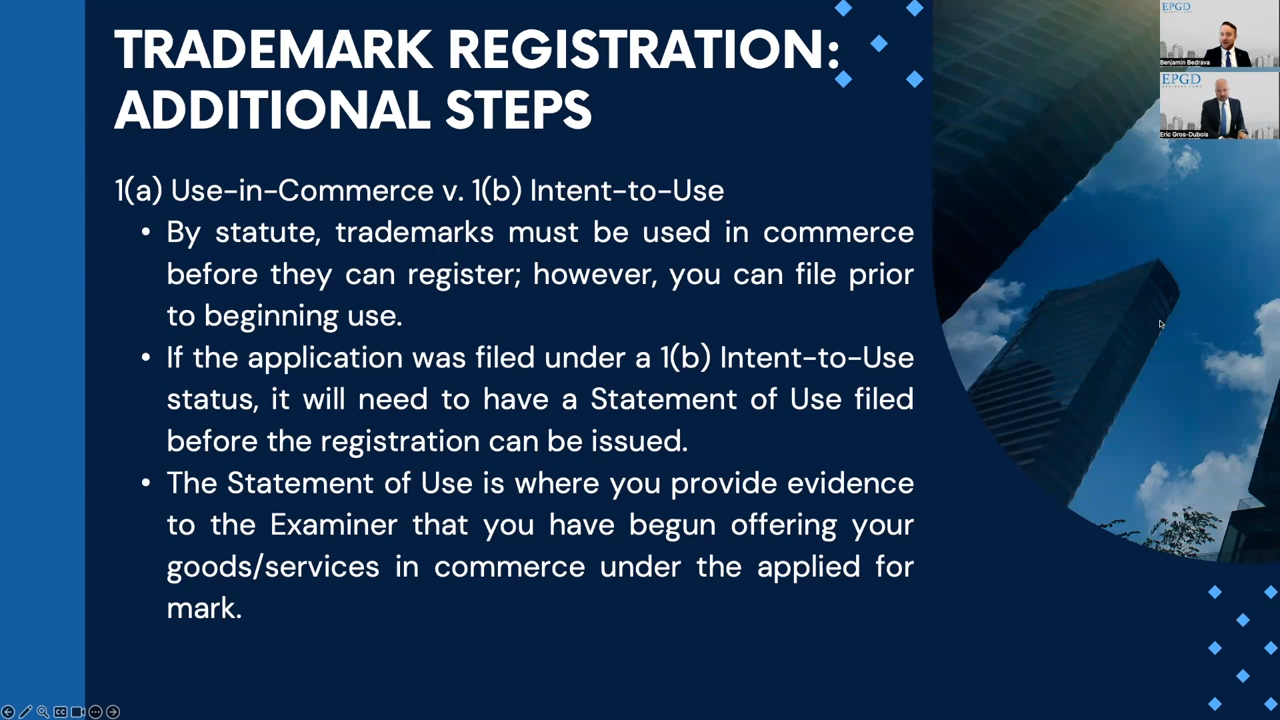 TRADEMARK REGISTRATION:
ADDITIONAL STEPS
1(a) Use-in-Commerce v. 1(b) Intent-to-Use
• By statute, trademarks must be used in commerce
before they can register; however, you can file prior
to beginning use.
• If the application was filed under a 1(b) Intent-to-Use
status, it will need to have a Statement of Use filed
before the registration can be issued.
• The Statement of Use is where you provide evidence
to the Examiner that you have begun offering your
goods/services in commerce under the applied for
mark.
EPGD
Benjamin Bedrava
EPGD
BUSINESS LAW
Eric Gros-Dubois
CC